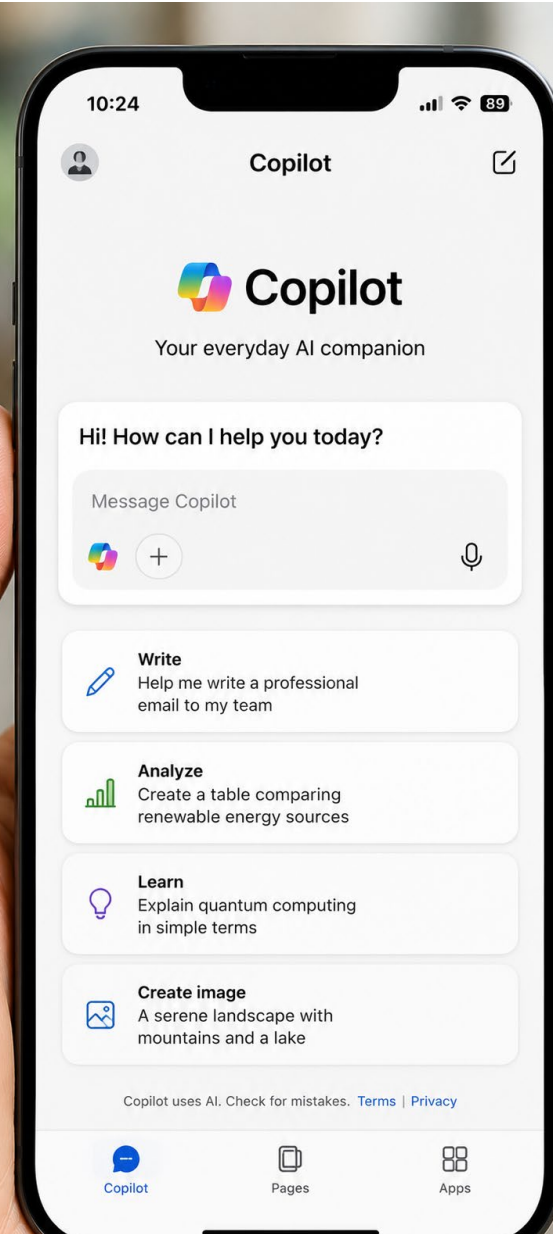 10:24
89
Copilot
Copilot
Your everyday AI companion
Hi! How can I help you today?
Message Copilot
Write
Help me write a professional
email to my team
Analyze
Create a table comparing
renewable energy sources
Learn
Explain quantum computing
in simple terms
Create image
A serene landscape with
mountains and a lake
Copilot uses AI. Check for mistakes. Terms | Privacy
Copilot
Pages
Apps